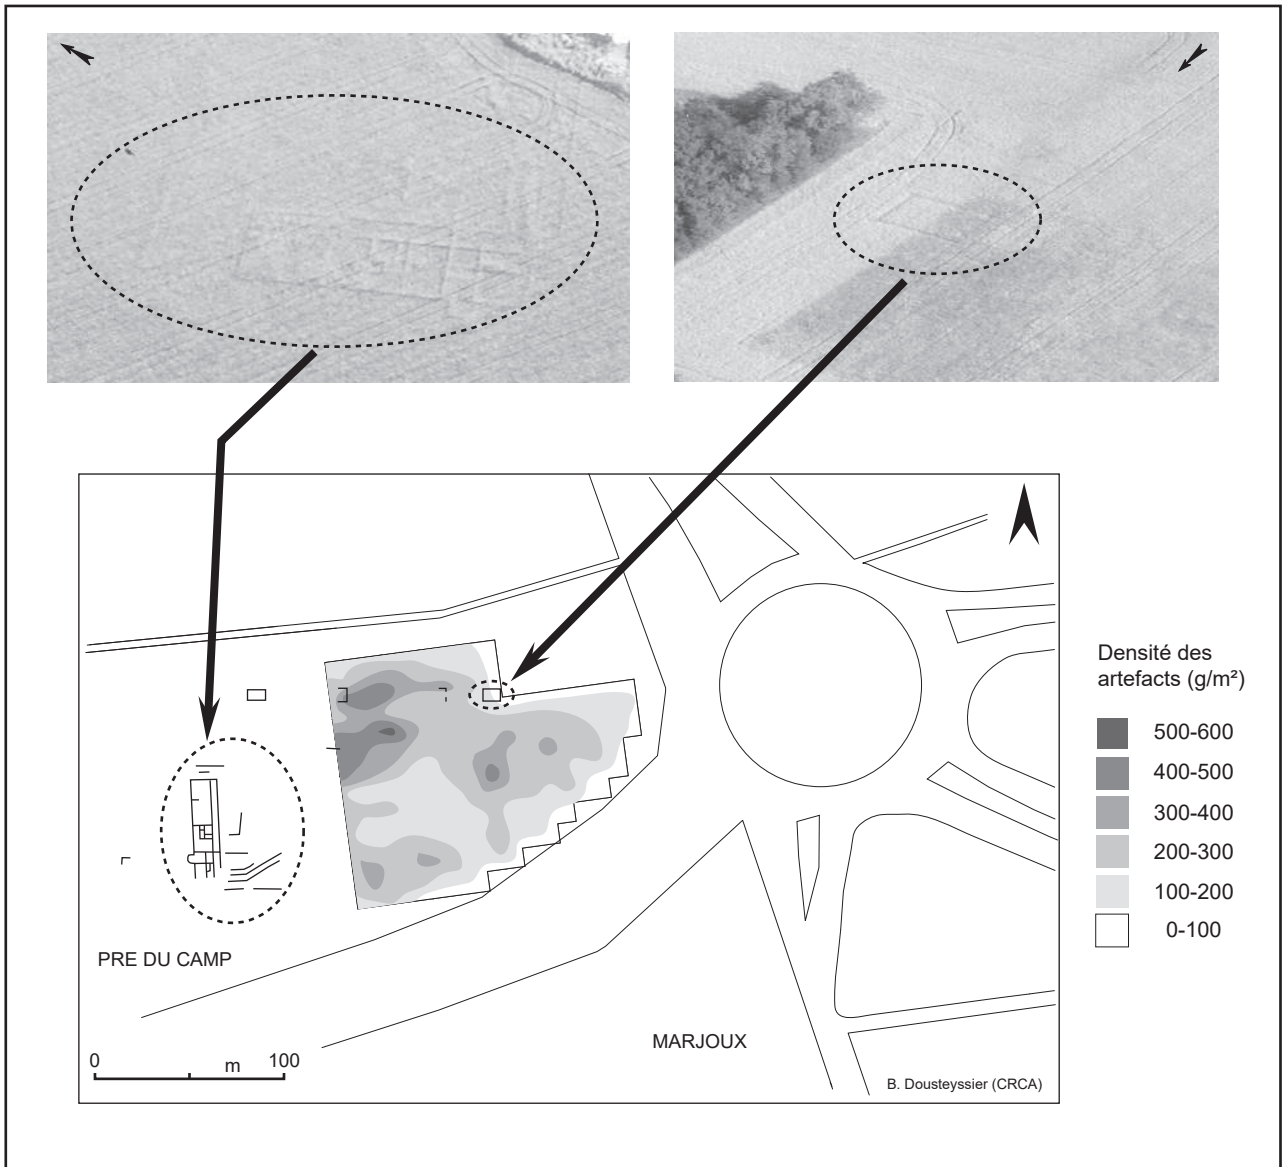 Densité des
artefacts (g/m²)
500-600
400-500
300-400
200-300
100-200
0-100
PRE DU CAMP
MARJOUX
0 m 100
B. Dousteyssier (CRCA)